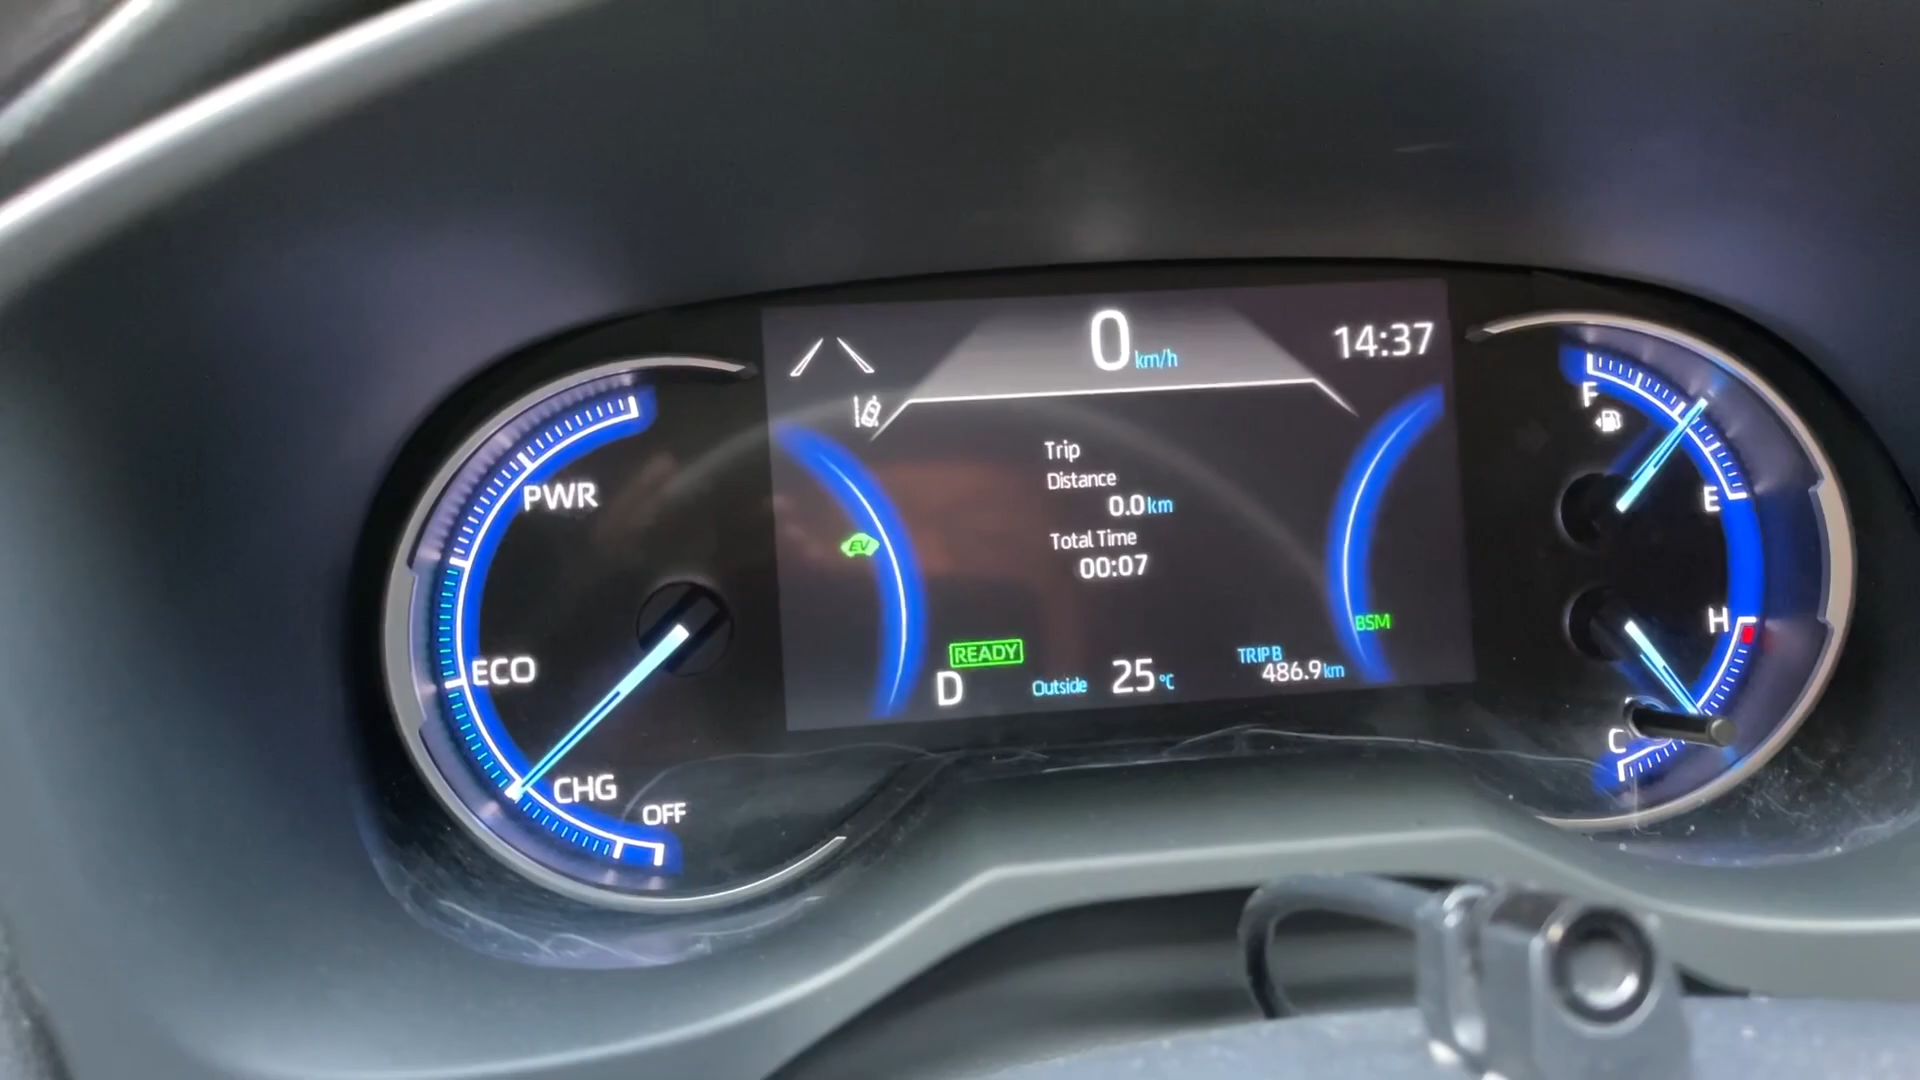 0 km/h
14:37
PWR
ECO
CHG
OFF
EV
Trip
Distance
0.0 km
Total Time
00:07
READY
D
Outside 25 °C
BSM
TRIP B
486.9 km
F
E
H
C